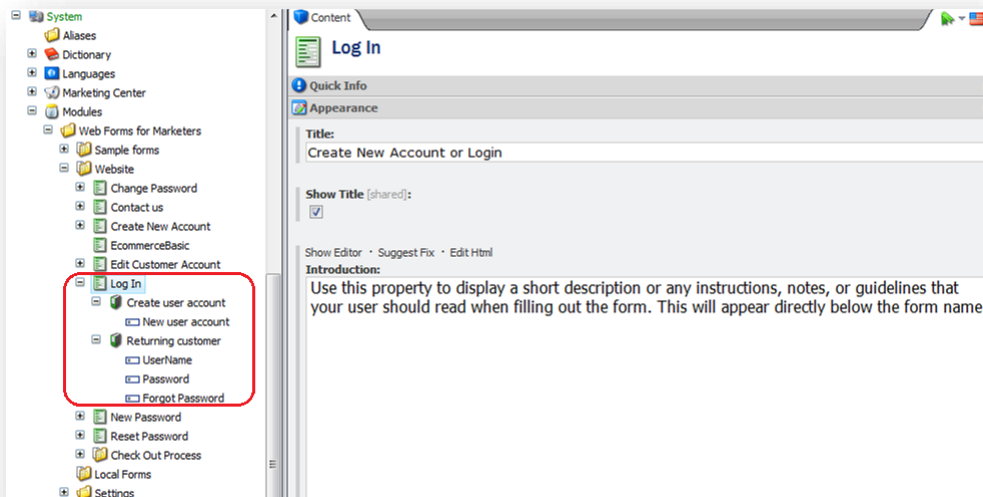 System
Aliases
Dictionary
Languages
Marketing Center
Modules
Web Forms for Marketers
Sample forms
Website
Change Password
Contact us
Create New Account
EcommerceBasic
Edit Customer Account
Log In
Create user account
New user account
Returning customer
UserName
Password
Forgot Password
New Password
Reset Password
Check Out Process
Local Forms
Settings
Content
Log In
Quick Info
Appearance
Title:
Create New Account or Login
Show Title [shared]:
Show Editor · Suggest Fix · Edit Html
Introduction:
Use this property to display a short description or any instructions, notes, or guidelines that
your user should read when filling out the form. This will appear directly below the form name